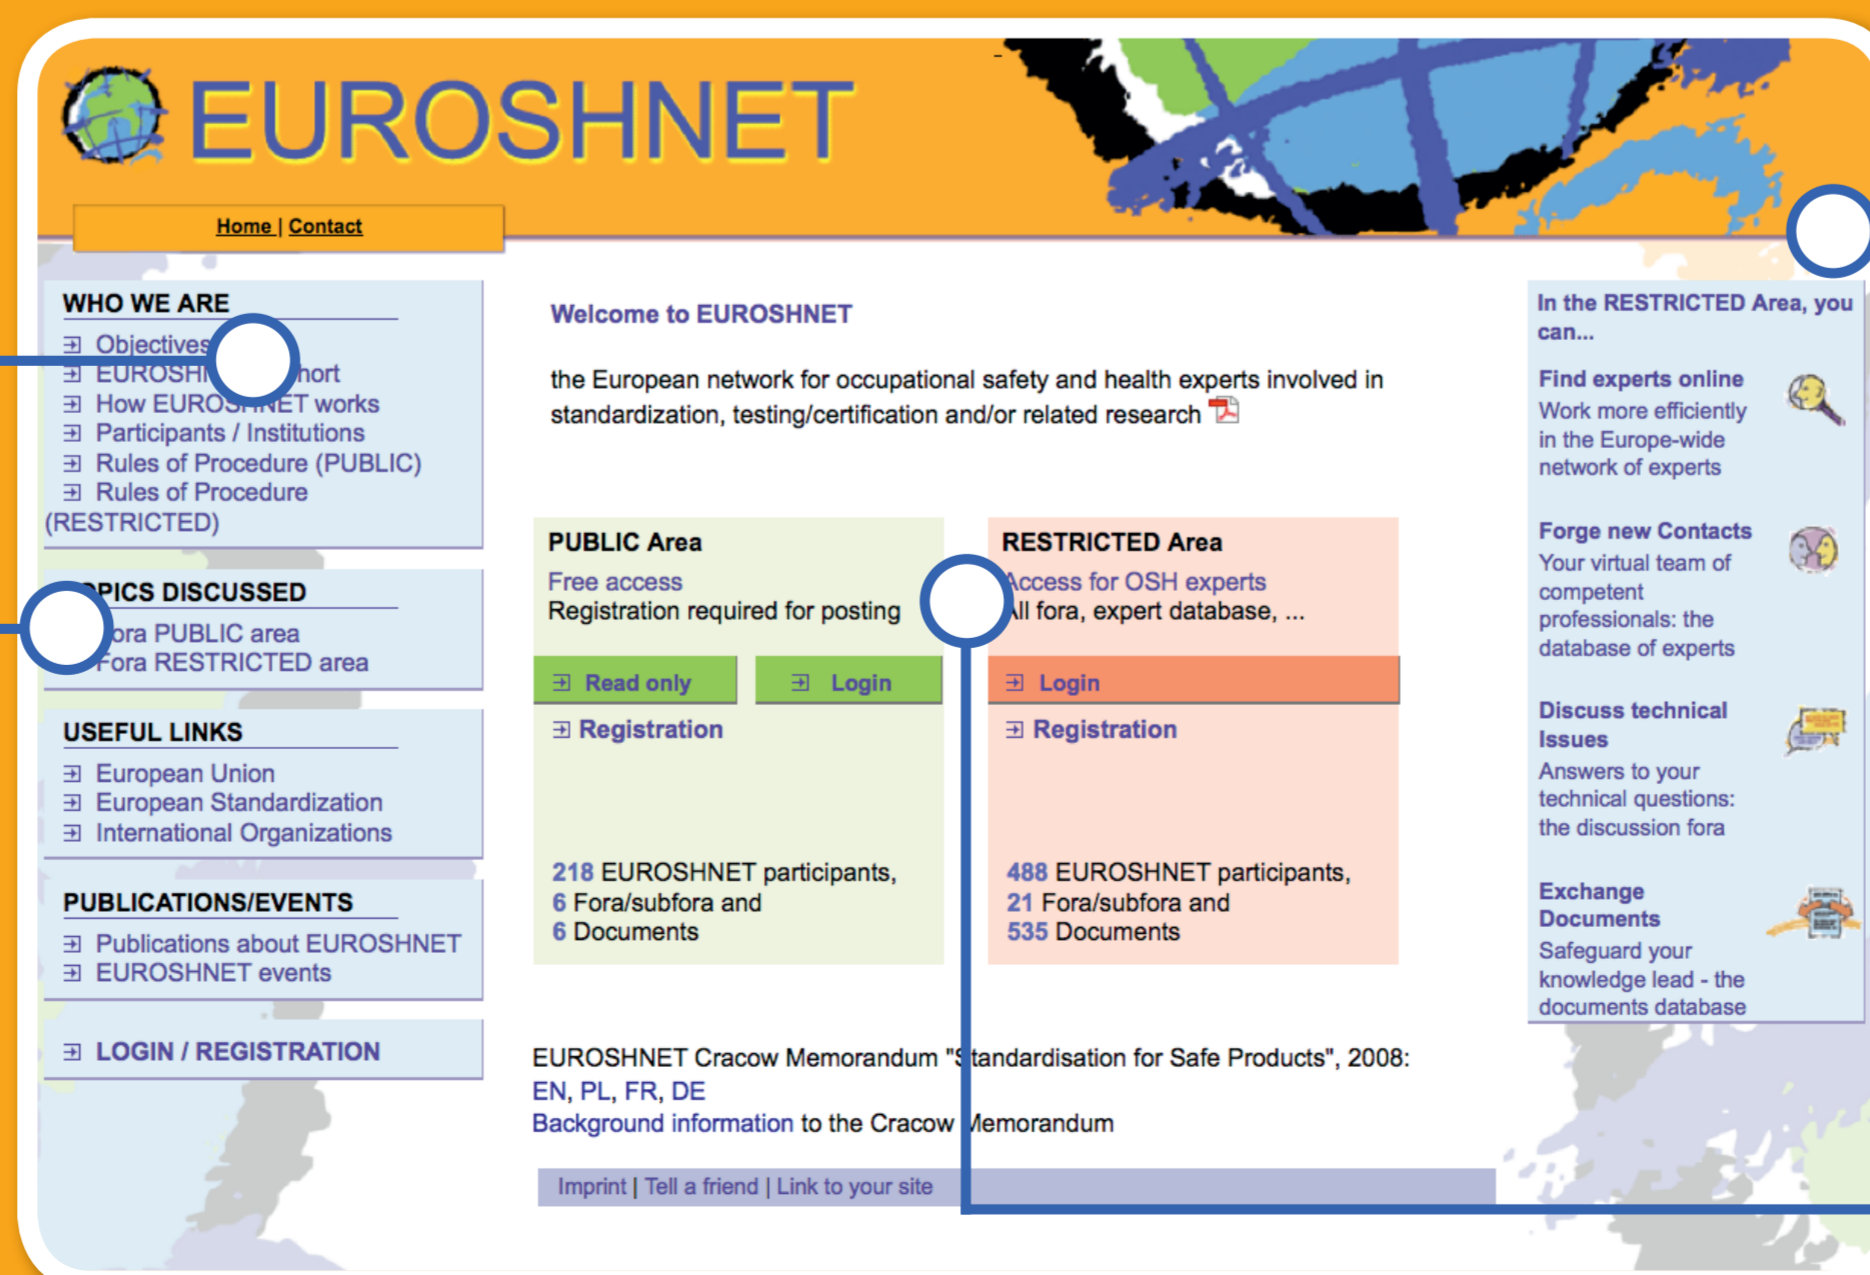 EUROSHNET
Home | Contact
WHO WE ARE
Objectives
EUROSHNET short
How EUROSHNET works
Participants / Institutions
Rules of Procedure (PUBLIC)
Rules of Procedure
(RESTRICTED)
TOPICS DISCUSSED
Fora PUBLIC area
Fora RESTRICTED area
USEFUL LINKS
European Union
European Standardization
International Organizations
PUBLICATIONS/EVENTS
Publications about EUROSHNET
EUROSHNET events
LOGIN / REGISTRATION
Welcome to EUROSHNET
the European network for occupational safety and health experts involved in
standardization, testing/certification and/or related research
PUBLIC Area
Free access
Registration required for posting
Read only
Login
Registration
218 EUROSHNET participants,
6 Fora/subfora and
6 Documents
RESTRICTED Area
Access for OSH experts
All fora, expert database, ...
Login
Registration
488 EUROSHNET participants,
21 Fora/subfora and
535 Documents
EUROSHNET Cracow Memorandum "Standardisation for Safe Products", 2008:
EN, PL, FR, DE
Background information to the Cracow Memorandum
Imprint | Tell a friend | Link to your site
In the RESTRICTED Area, you
can...
Find experts online
Work more efficiently
in the Europe-wide
network of experts
Forge new Contacts
Your virtual team of
competent
professionals: the
database of experts
Discuss technical
Issues
Answers to your
technical questions:
the discussion fora
Exchange
Documents
Safeguard your
knowledge lead - the
documents database